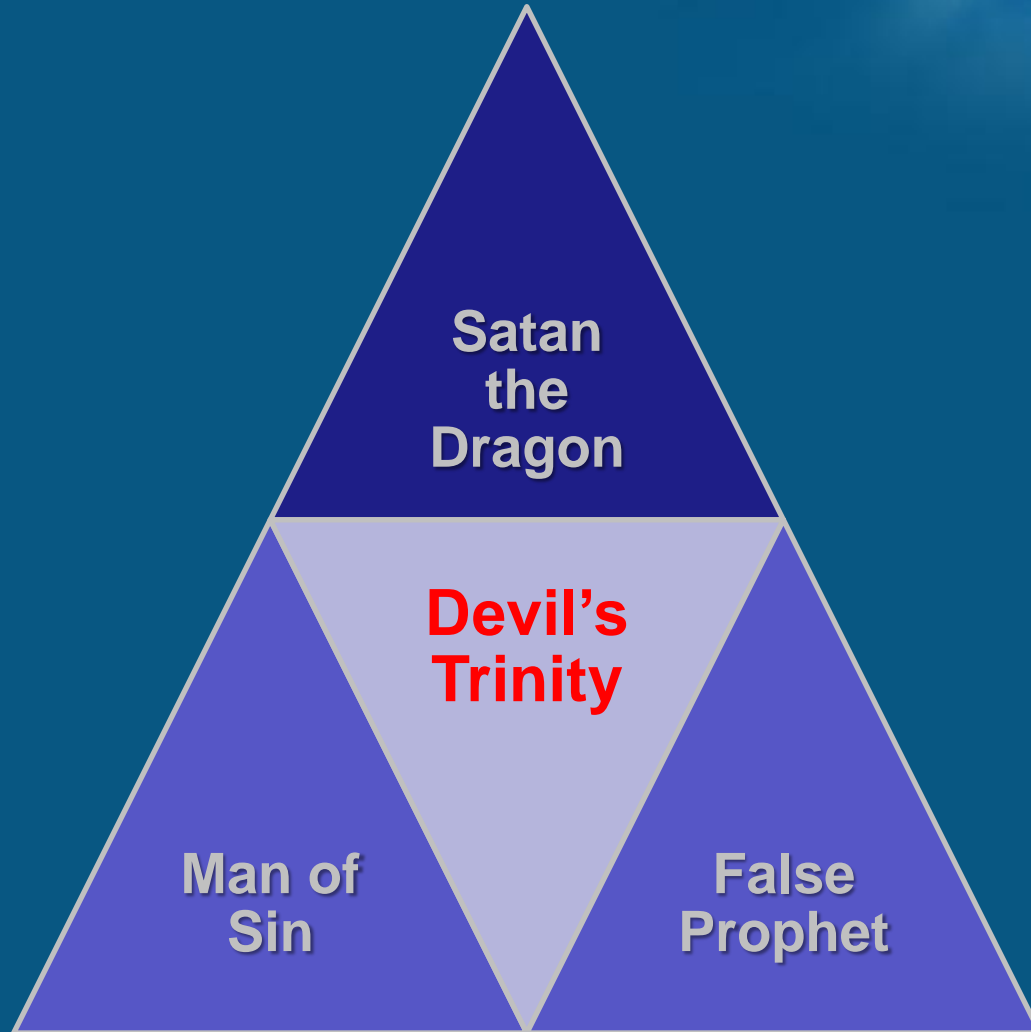 Satan
the
Dragon
Devil’s
Trinity
Man of
Sin
False
Prophet